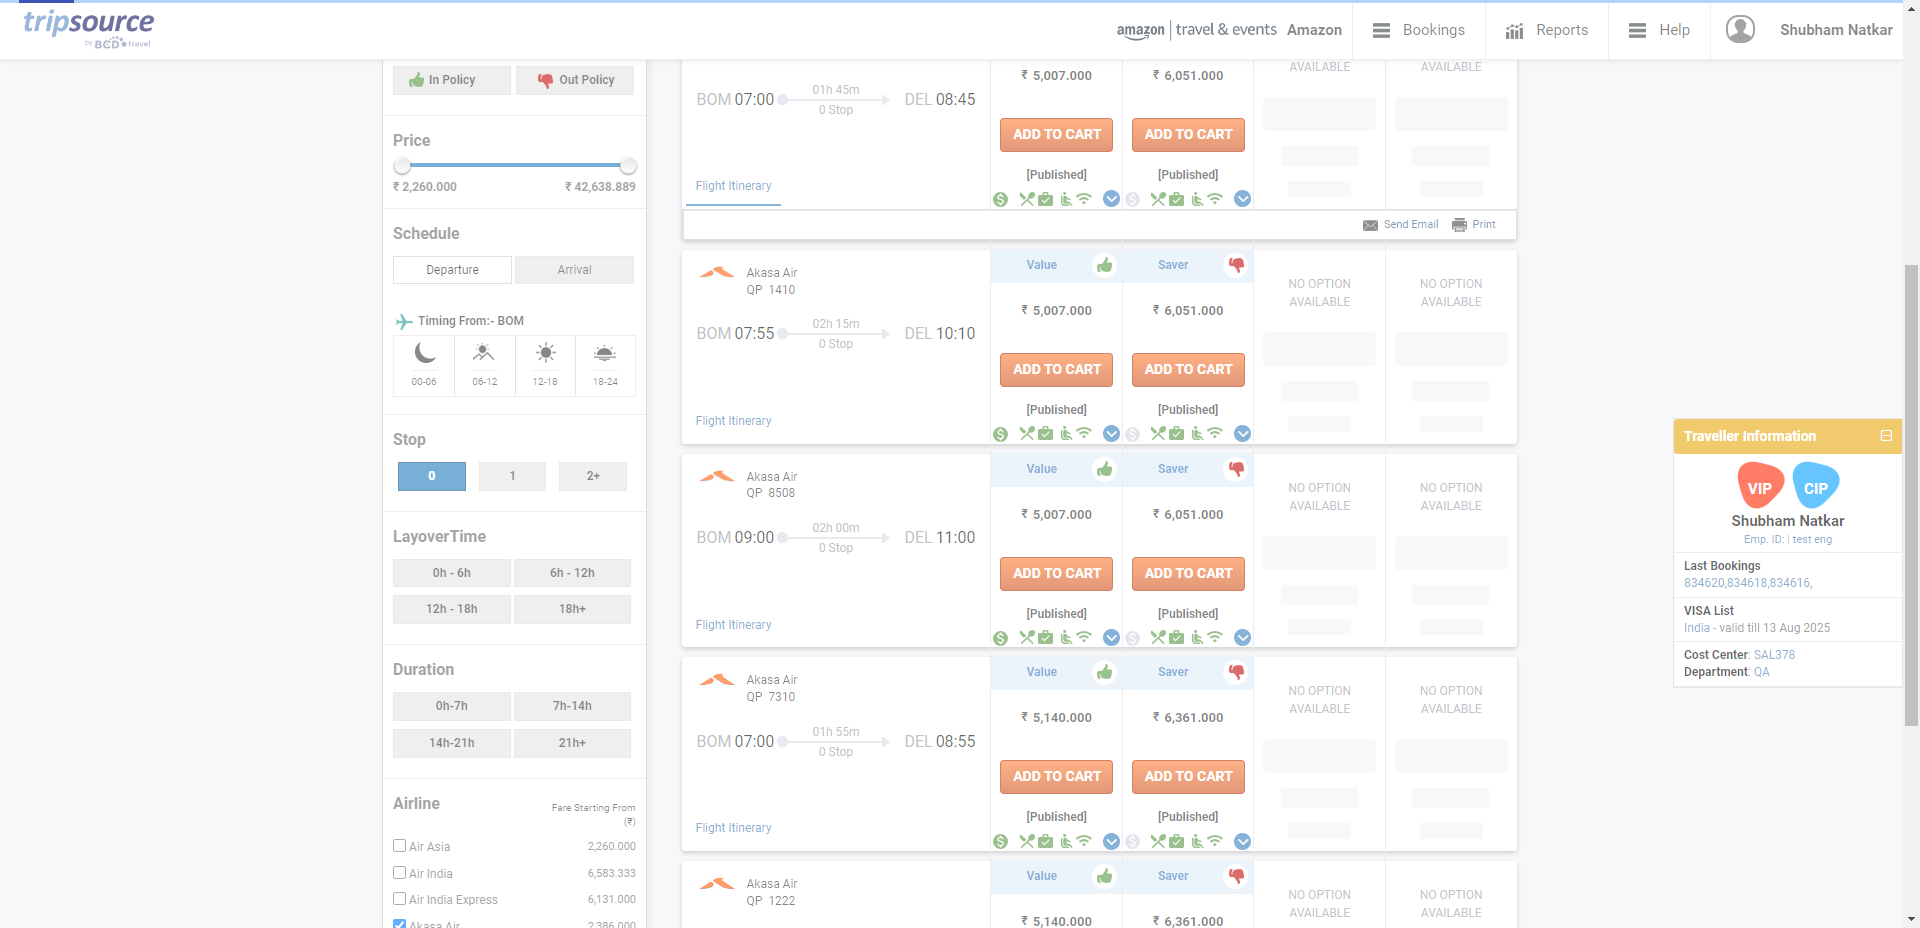 tripsource
by BCD travel
amazon travel & events Amazon
Bookings
Reports
Help
Shubham Natkar
In Policy
Out Policy
Price
₹ 2,260.000 ₹ 42,638.889
Schedule
Departure Arrival
Timing From:- BOM
00-06 06-12 12-18 18-24
Stop
0 1 2+
LayoverTime
0h - 6h 6h - 12h
12h - 18h 18h+
Duration
0h-7h 7h-14h
14h-21h 21h+
Airline Fare Starting From
(₹)
Air Asia 2,260.000
Air India 6,583.333
Air India Express 6,131.000
Akasa Air 2,386.000
₹ 5,007.000 ₹ 6,051.000 AVAILABLE AVAILABLE
BOM 07:00 01h 45m DEL 08:45
0 Stop
ADD TO CART ADD TO CART
[Published] [Published]
Flight Itinerary
Send Email Print
Akasa Air Value Saver
QP 1410
NO OPTION NO OPTION
AVAILABLE AVAILABLE
₹ 5,007.000 ₹ 6,051.000
BOM 07:55 02h 15m DEL 10:10
0 Stop
ADD TO CART ADD TO CART
[Published] [Published]
Flight Itinerary
Akasa Air Value Saver
QP 8508
NO OPTION NO OPTION
AVAILABLE AVAILABLE
₹ 5,007.000 ₹ 6,051.000
BOM 09:00 02h 00m DEL 11:00
0 Stop
ADD TO CART ADD TO CART
[Published] [Published]
Flight Itinerary
Akasa Air Value Saver
QP 7310
NO OPTION NO OPTION
AVAILABLE AVAILABLE
₹ 5,140.000 ₹ 6,361.000
BOM 07:00 01h 55m DEL 08:55
0 Stop
ADD TO CART ADD TO CART
[Published] [Published]
Flight Itinerary
Akasa Air Value Saver
QP 1222
NO OPTION NO OPTION
AVAILABLE AVAILABLE
₹ 5,140.000 ₹ 6,361.000
Traveller Information
VIP CIP
Shubham Natkar
Emp. ID: | test eng
Last Bookings
834620,834618,834616,
VISA List
India - valid till 13 Aug 2025
Cost Center: SAL378
Department: QA